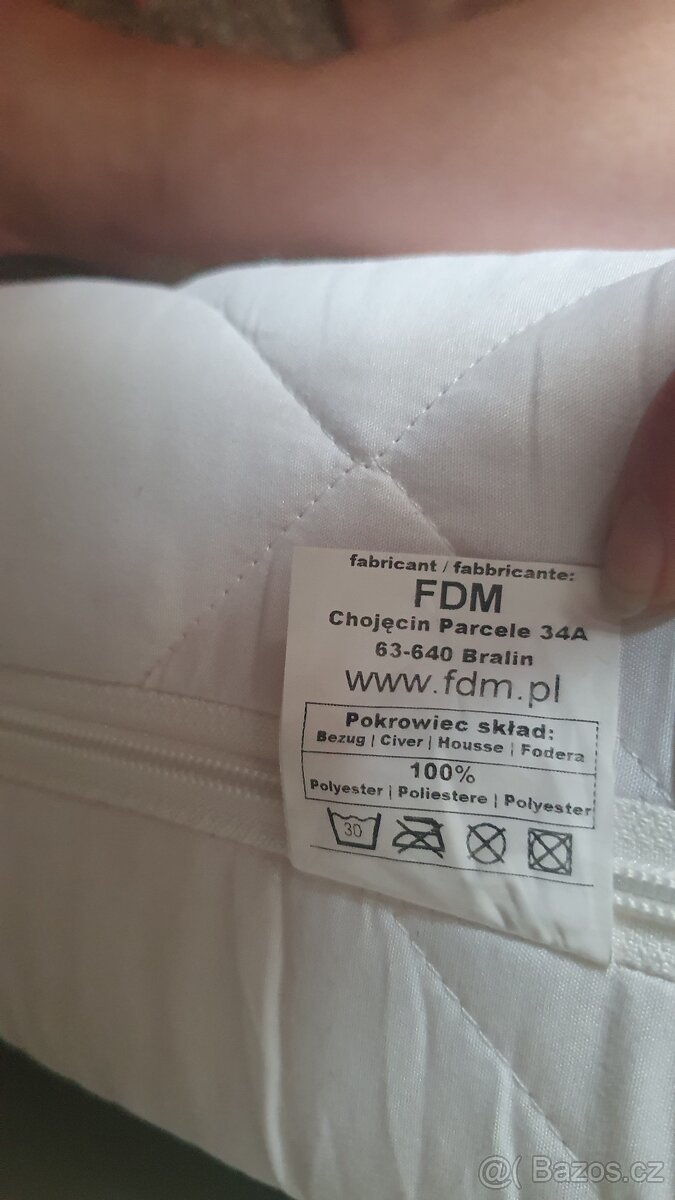 fabricant / fabbricante:
FDM
Chojęcin Parcele 34A
63-640 Bralin
www.fdm.pl
Pokrowiec skład:
Bezug | Civer | Housse | Fodera
100%
Polyester | Poliestere | Polyester
30
@( Bazos.cz